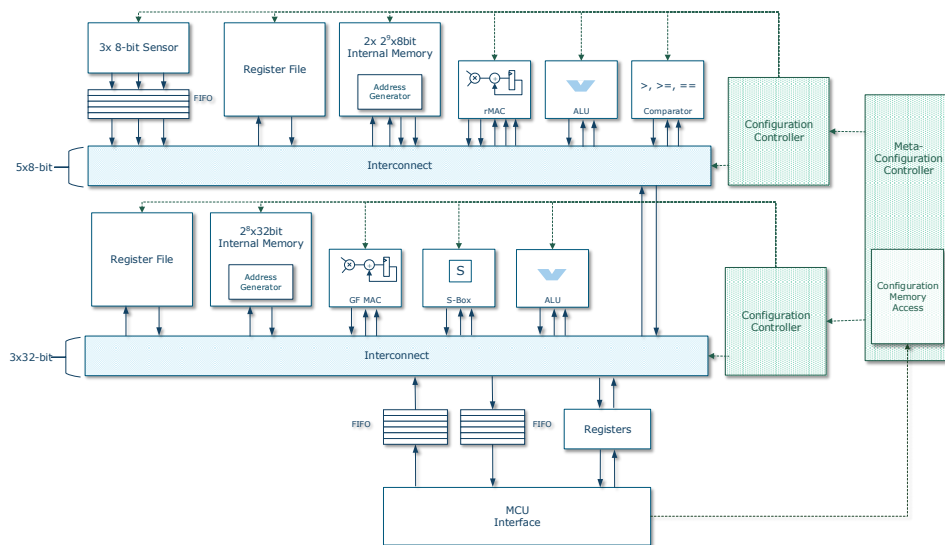 3x 8-bit Sensor
FIFO
Register File
2x 2⁹x8bit
Internal Memory
Address
Generator
rMAC
ALU
>, >=, ==
Comparator
Configuration
Controller
Meta-
Configuration
Controller
5x8-bit
Interconnect
Register File
2⁸x32bit
Internal Memory
Address
Generator
GF MAC
S
S-Box
ALU
Configuration
Controller
Configuration
Memory
Access
3x32-bit
Interconnect
FIFO
FIFO
Registers
MCU
Interface